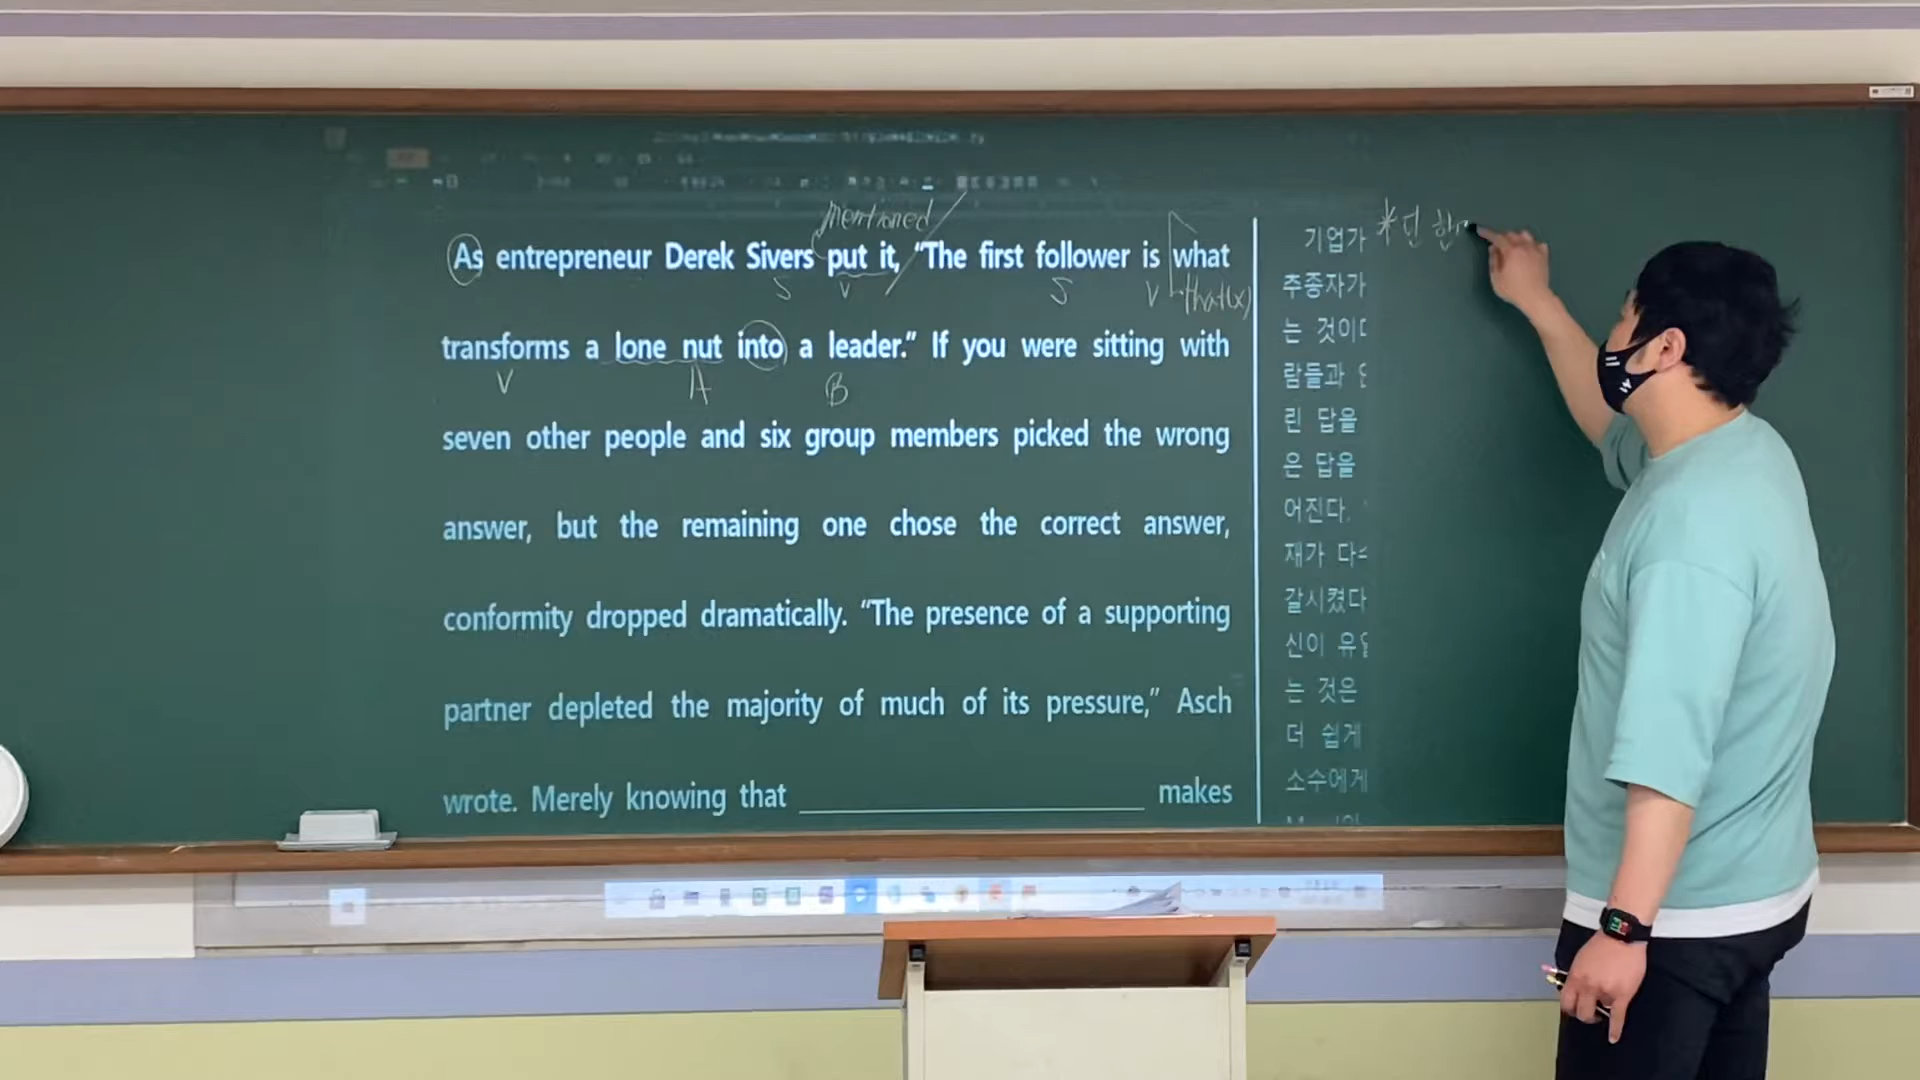 mentioned
As entrepreneur Derek Sivers put it, “The first follower is what
S V S V that(x)
transforms a lone nut into a leader.” If you were sitting with
V A B
seven other people and six group members picked the wrong
answer, but the remaining one chose the correct answer,
conformity dropped dramatically. “The presence of a supporting
partner depleted the majority of much of its pressure,” Asch
wrote. Merely knowing that ____________________ makes
기업가
추종자가
는 것이
람들과
린 답을
은 답을
어진다.
재가 다수
갈시켰다
신이 유일
는 것은
더 쉽게
소수에게
*단 한